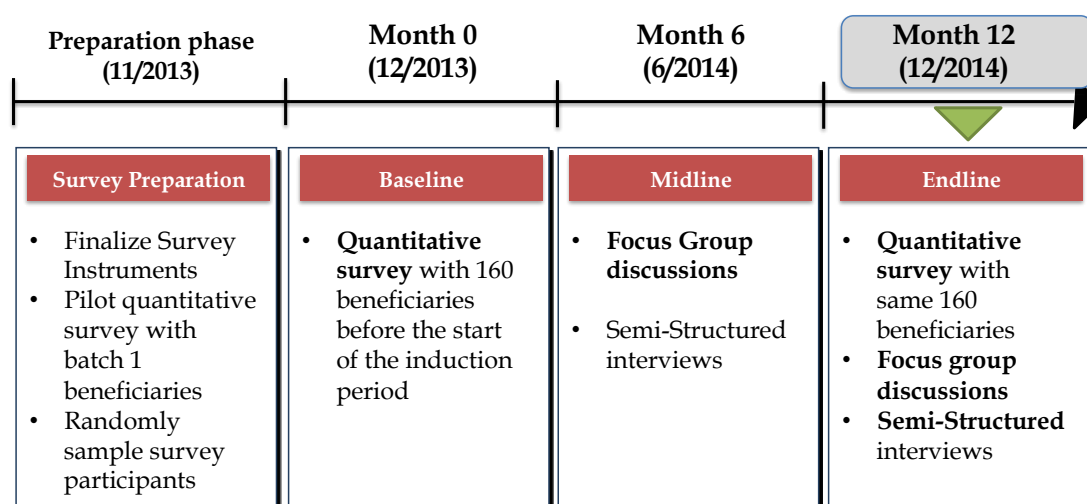 Preparation phase
(11/2013)
Month 0
(12/2013)
Month 6
(6/2014)
Month 12
(12/2014)
Survey Preparation
• Finalize Survey
Instruments
• Pilot quantitative
survey with
batch 1
beneficiaries
• Randomly
sample survey
participants
Baseline
• Quantitative
survey with 160
beneficiaries
before the start
of the induction
period
Midline
• Focus Group
discussions
• Semi-Structured
interviews
Endline
• Quantitative
survey with
same 160
beneficiaries
• Focus group
discussions
• Semi-Structured
interviews